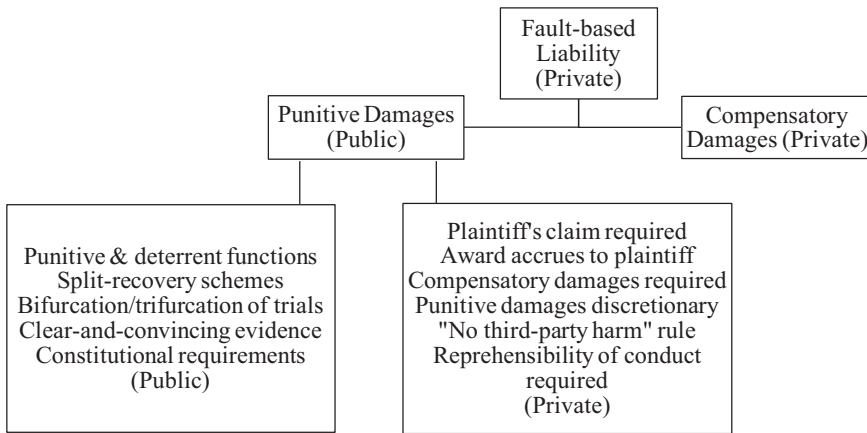 Fault-based
Liability
(Private)
Punitive Damages
(Public)
Compensatory
Damages (Private)
Punitive & deterrent functions
Split-recovery schemes
Bifurcation/trifurcation of trials
Clear-and-convincing evidence
Constitutional requirements
(Public)
Plaintiff's claim required
Award accrues to plaintiff
Compensatory damages required
Punitive damages discretionary
"No third-party harm" rule
Reprehensibility of conduct
required
(Private)